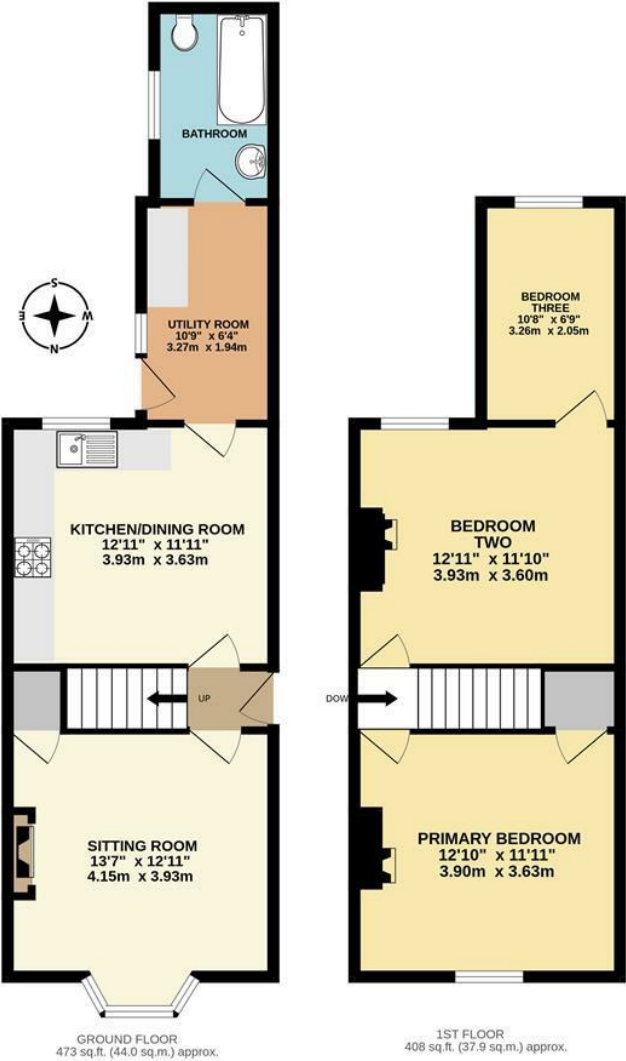 BATHROOM
S
E
W
N
UTILITY ROOM
10'9" x 6'4"
3.27m x 1.94m
KITCHEN/DINING ROOM
12'11" x 11'11"
3.93m x 3.63m
UP
SITTING ROOM
13'7" x 12'11"
4.15m x 3.93m
GROUND FLOOR
473 sq.ft. (44.0 sq.m.) approx.
BEDROOM
THREE
10'8" x 6'9"
3.26m x 2.05m
BEDROOM
TWO
12'11" x 11'10"
3.93m x 3.60m
DOW
PRIMARY BEDROOM
12'10" x 11'11"
3.90m x 3.63m
1ST FLOOR
408 sq.ft. (37.9 sq.m.) approx.